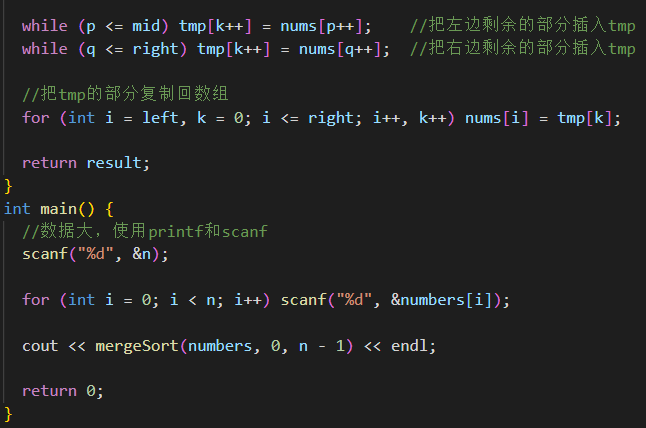 while (p <= mid) tmp[k++] = nums[p++];    //把左边剩余的部分插入tmp
while (q <= right) tmp[k++] = nums[q++];  //把右边剩余的部分插入tmp
//把tmp的部分复制回数组
for (int i = left, k = 0; i <= right; i++, k++) nums[i] = tmp[k];
return result;
}
int main() {
//数据大，使用printf和scanf
scanf("%d", &n);
for (int i = 0; i < n; i++) scanf("%d", &numbers[i]);
cout << mergeSort(numbers, 0, n - 1) << endl;
return 0;
}